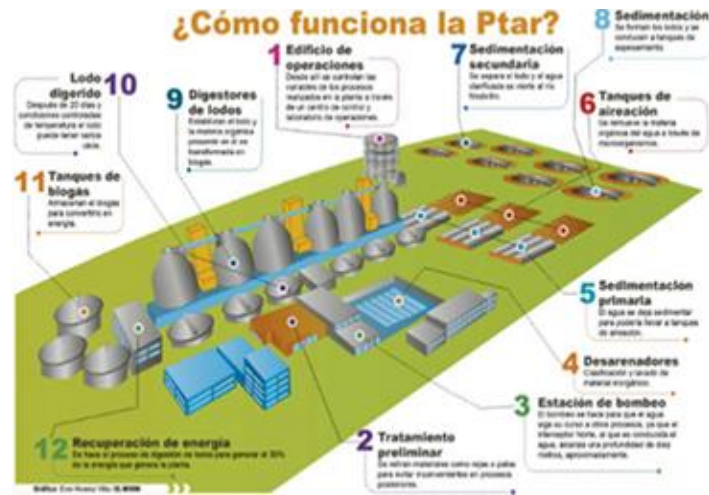 ¿Cómo funciona la Ptar?
1 Edificio de
operaciones
Desde allí se controlan las
variables de los procesos
realizados en la planta a través
de un centro de control y
laboratorio de operaciones.
7 Sedimentación
secundaria
Se separa el lodo y el agua
clarificada se vierte al río
8 Sedimentación
Se forman los lodos y se
conducen a tanques de
espesamiento.
Lodo 10
digerido
Después de 20 días y
condiciones controladas
de temperatura el lodo
puede tener varios
usos.
9 Digestores
de lodos
Estabilizan el lodo y
la materia orgánica
presente en él es
transformada en
biogás.
6 Tanques de
aireación
Se remueve la materia
orgánica del agua a través de
microorganismos.
11 Tanques de
biogas
Almacenan el biogás
para convertirlo en
energía.
5 Sedimentación
primaria
El agua se deja sedimentar
para poderla llevar a tanques
de aireación.
4 Desarenadores
Clasificación y lavado de
material inorgánico.
3 Estación de bombeo
El bombeo se hace para que el agua
siga su curso a otros procesos, ya que el
Interceptor Norte, al que es conducida el
agua, alcanza una profundidad de diez
metros, aproximadamente.
12 Recuperación de energía
Se hace el proceso de digestión de lodos para generar el 30%
de la energía que genera la planta.
2 Tratamiento
preliminar
Se retiran materiales como rejas o palos
para evitar inconvenientes en procesos
posteriores.
Gráfico: